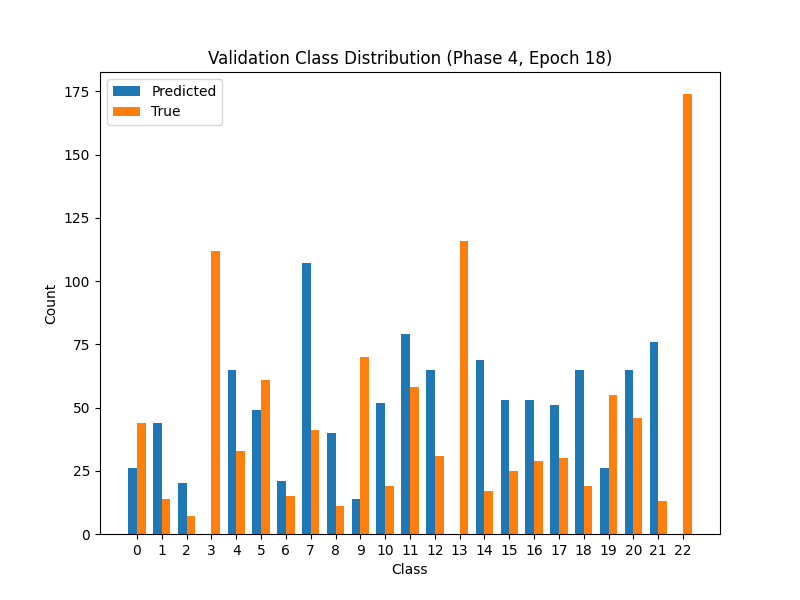 Validation Class Distribution (Phase 4, Epoch 18)
Predicted
True
175
150
125
100
75
50
25
0
Count
0 1 2 3 4 5 6 7 8 9 10 11 12 13 14 15 16 17 18 19 20 21 22
Class